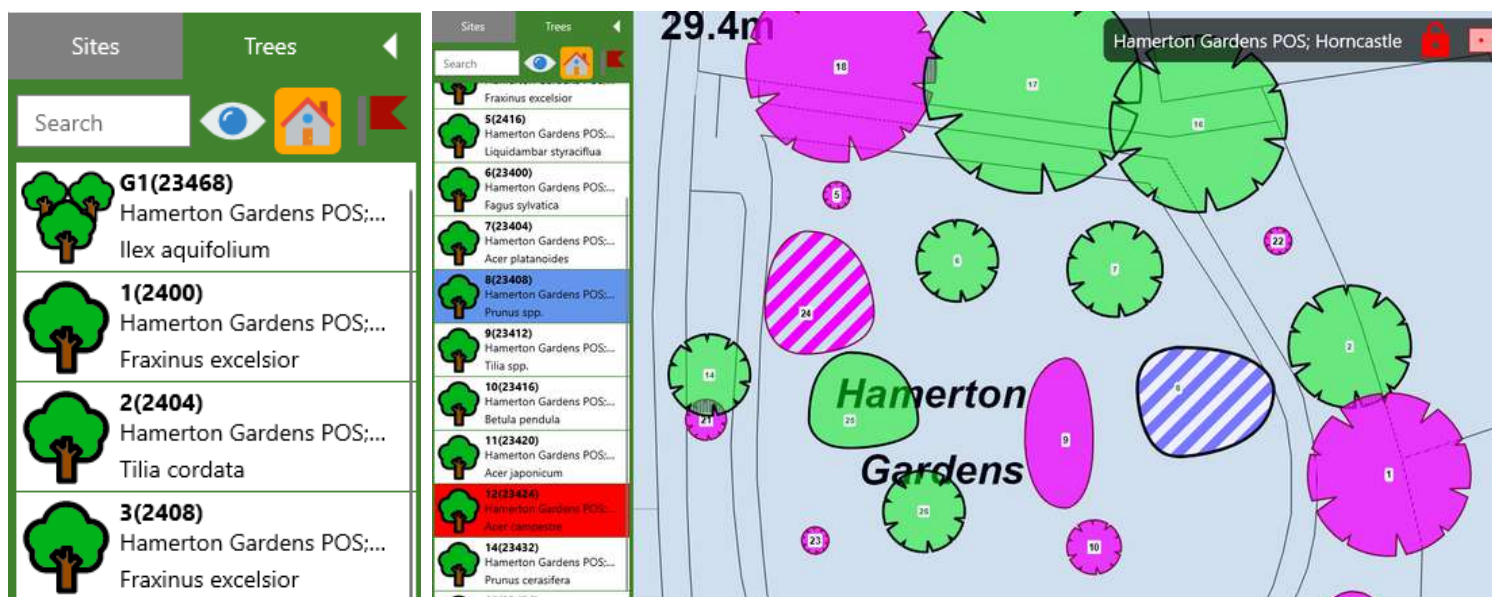 Sites
Trees
Search
G1(23468)
Hamerton Gardens POS;...
Ilex aquifolium
1(2400)
Hamerton Gardens POS;...
Fraxinus excelsior
2(2404)
Hamerton Gardens POS;...
Tilia cordata
3(2408)
Hamerton Gardens POS;...
Fraxinus excelsior
Sites
Trees
Search
Fraxinus excelsior
5(2416)
Hamerton Gardens POS;...
Liquidambar styraciflua
6(23400)
Hamerton Gardens POS;...
Fagus sylvatica
7(23404)
Hamerton Gardens POS;...
Acer platanoides
8(23408)
Hamerton Gardens POS;...
Prunus spp.
9(23412)
Hamerton Gardens POS;...
Tilia spp.
10(23416)
Hamerton Gardens POS;...
Betula pendula
11(23420)
Hamerton Gardens POS;...
Acer japonicum
12(23424)
Hamerton Gardens POS;...
Acer campestre
14(23432)
Hamerton Gardens POS;...
Prunus cerasifera
29.4m
Hamerton Gardens POS; Horncastle
18
17
16
5
22
6
7
24
2
14
8
Hamerton
25
21
9
Gardens
1
26
23
10